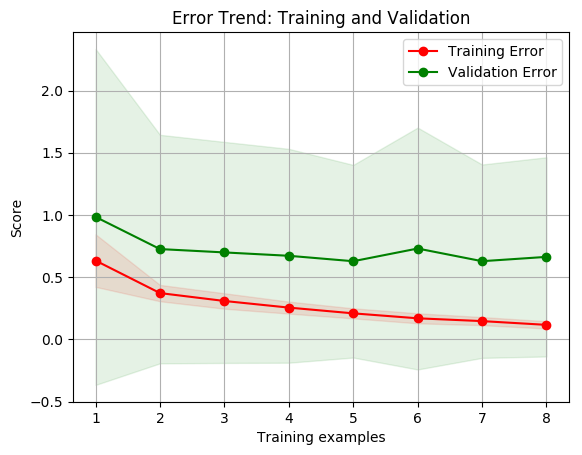 Error Trend: Training and Validation
Training Error
Validation Error
Score
2.0
1.5
1.0
0.5
0.0
−0.5
1 2 3 4 5 6 7 8
Training examples